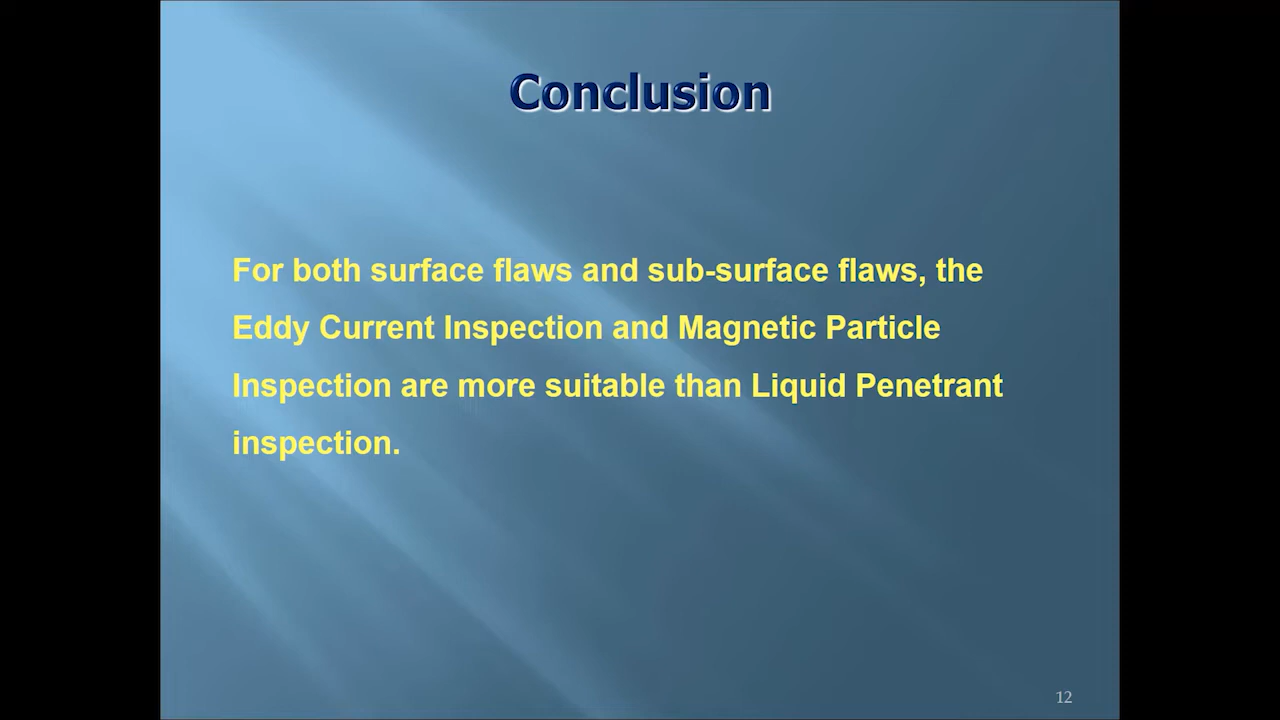 Conclusion
For both surface flaws and sub-surface flaws, the
Eddy Current Inspection and Magnetic Particle
Inspection are more suitable than Liquid Penetrant
inspection.
12